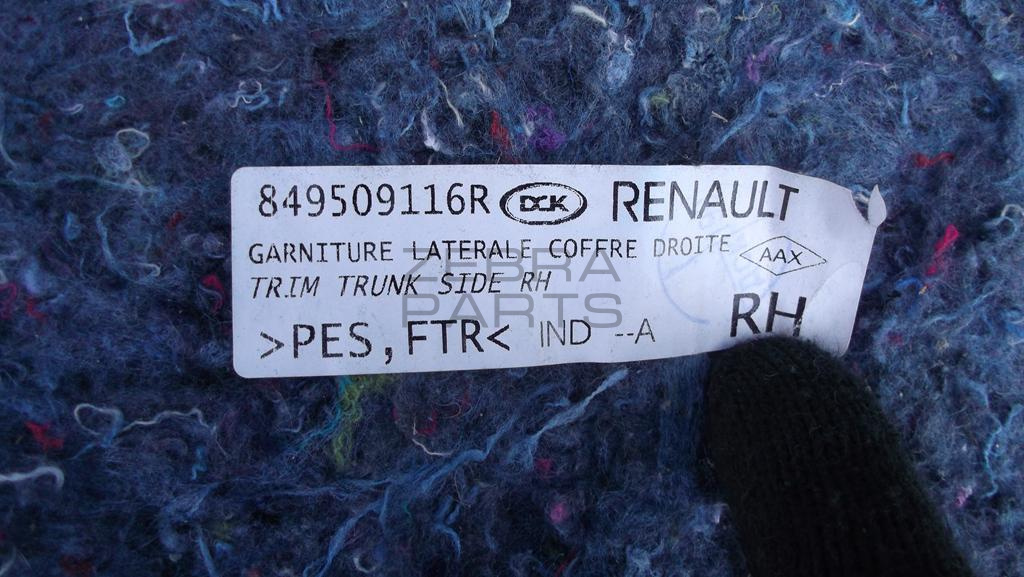 849509116R DCK RENAULT
GARNITURE LATERALE COFFRE DROITE AAX
TRIM TRUNK SIDE RH
>PES,FTR< IND --A RH
ZEBRA
PARTS